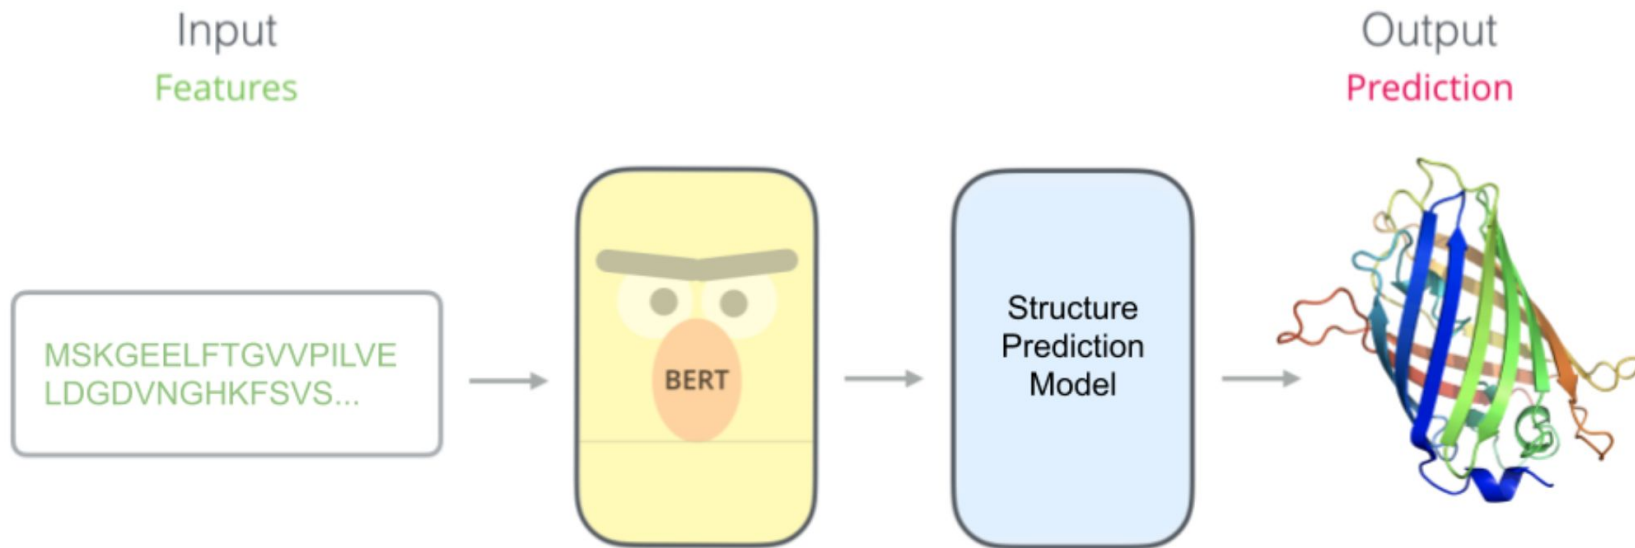 Input
Features
Output
Prediction
MSKGEELFTGVVPILVE
LDGDVNGHKFSVS...
BERT
Structure
Prediction
Model